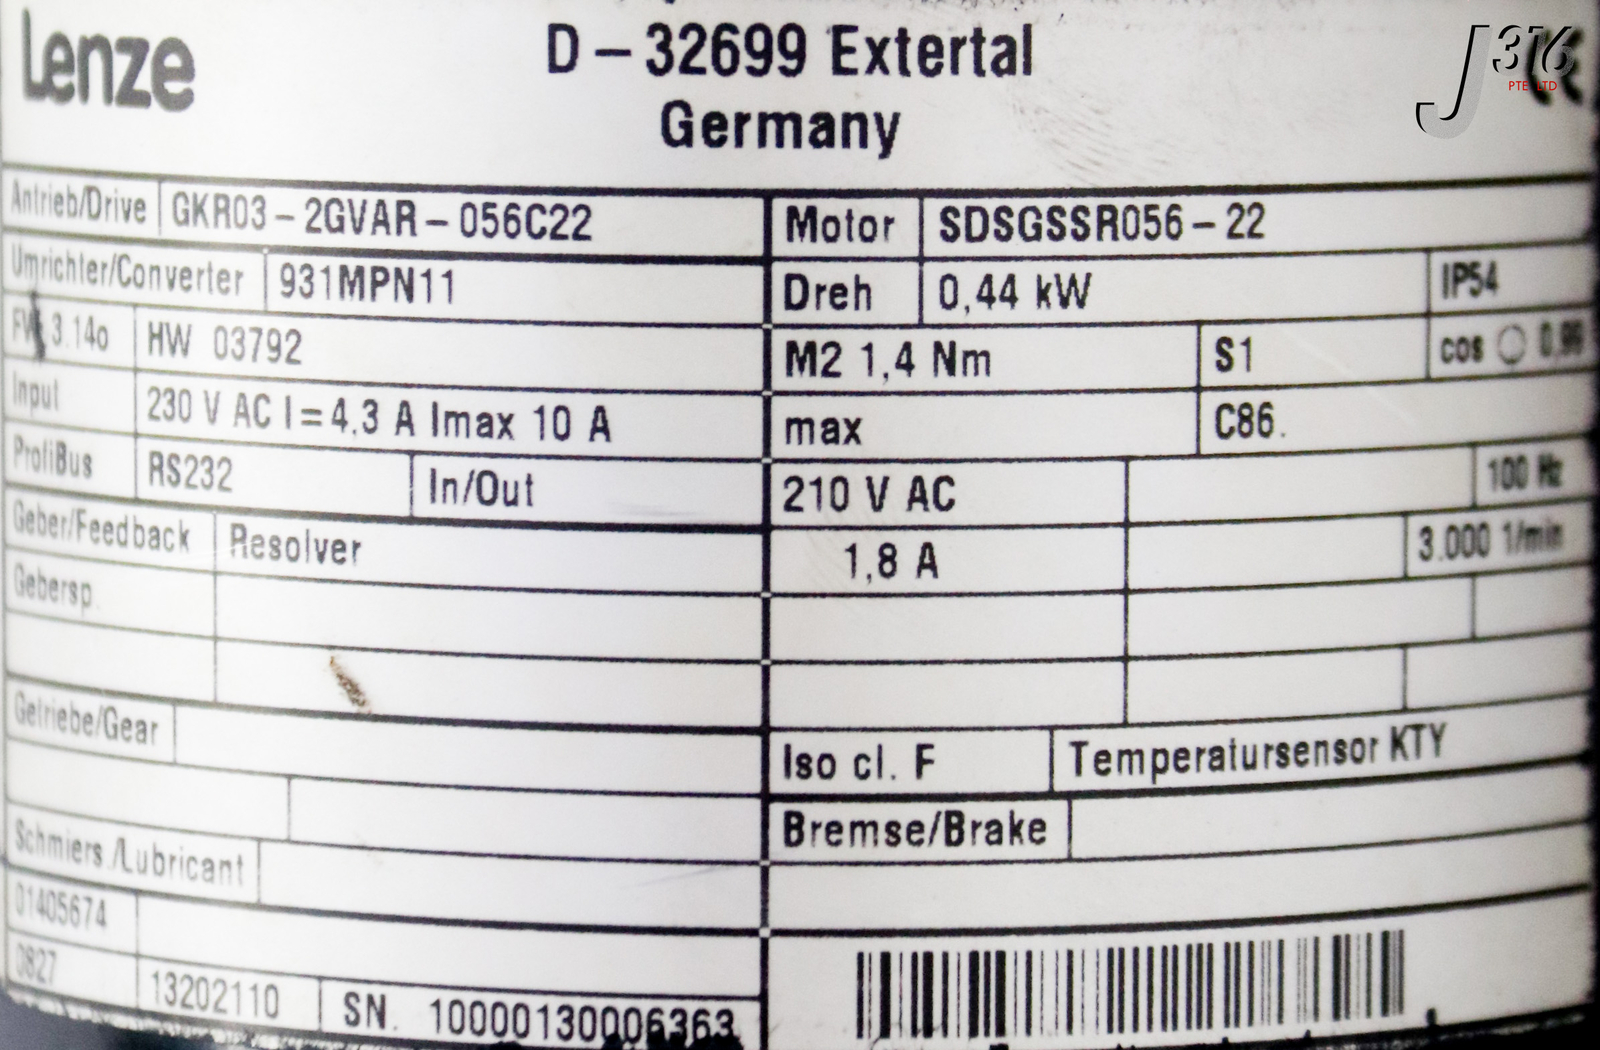 Lenze
D – 32699 Extertal
Germany
J316
PTE LTD
CE
Antrieb/Drive GKR03 – 2GVAR – 056C22
Umrichter/Converter 931MPN11
FW 3.14o HW 03792
Input 230 V AC I = 4,3 A Imax 10 A
ProfiBus RS232 In/Out
Geber/Feedback Resolver
Gebersp.
Getriebe/Gear
Schmiers./Lubricant
01405674
0827 13202110 SN. 10000130006363
Motor SDSGSSR056 – 22
Dreh 0,44 kW IP54
M2 1,4 Nm S1 cos
max C86.
210 V AC 100 Hz
1,8 A 3.000 1/min
Iso cl. F Temperatursensor KTY
Bremse/Brake